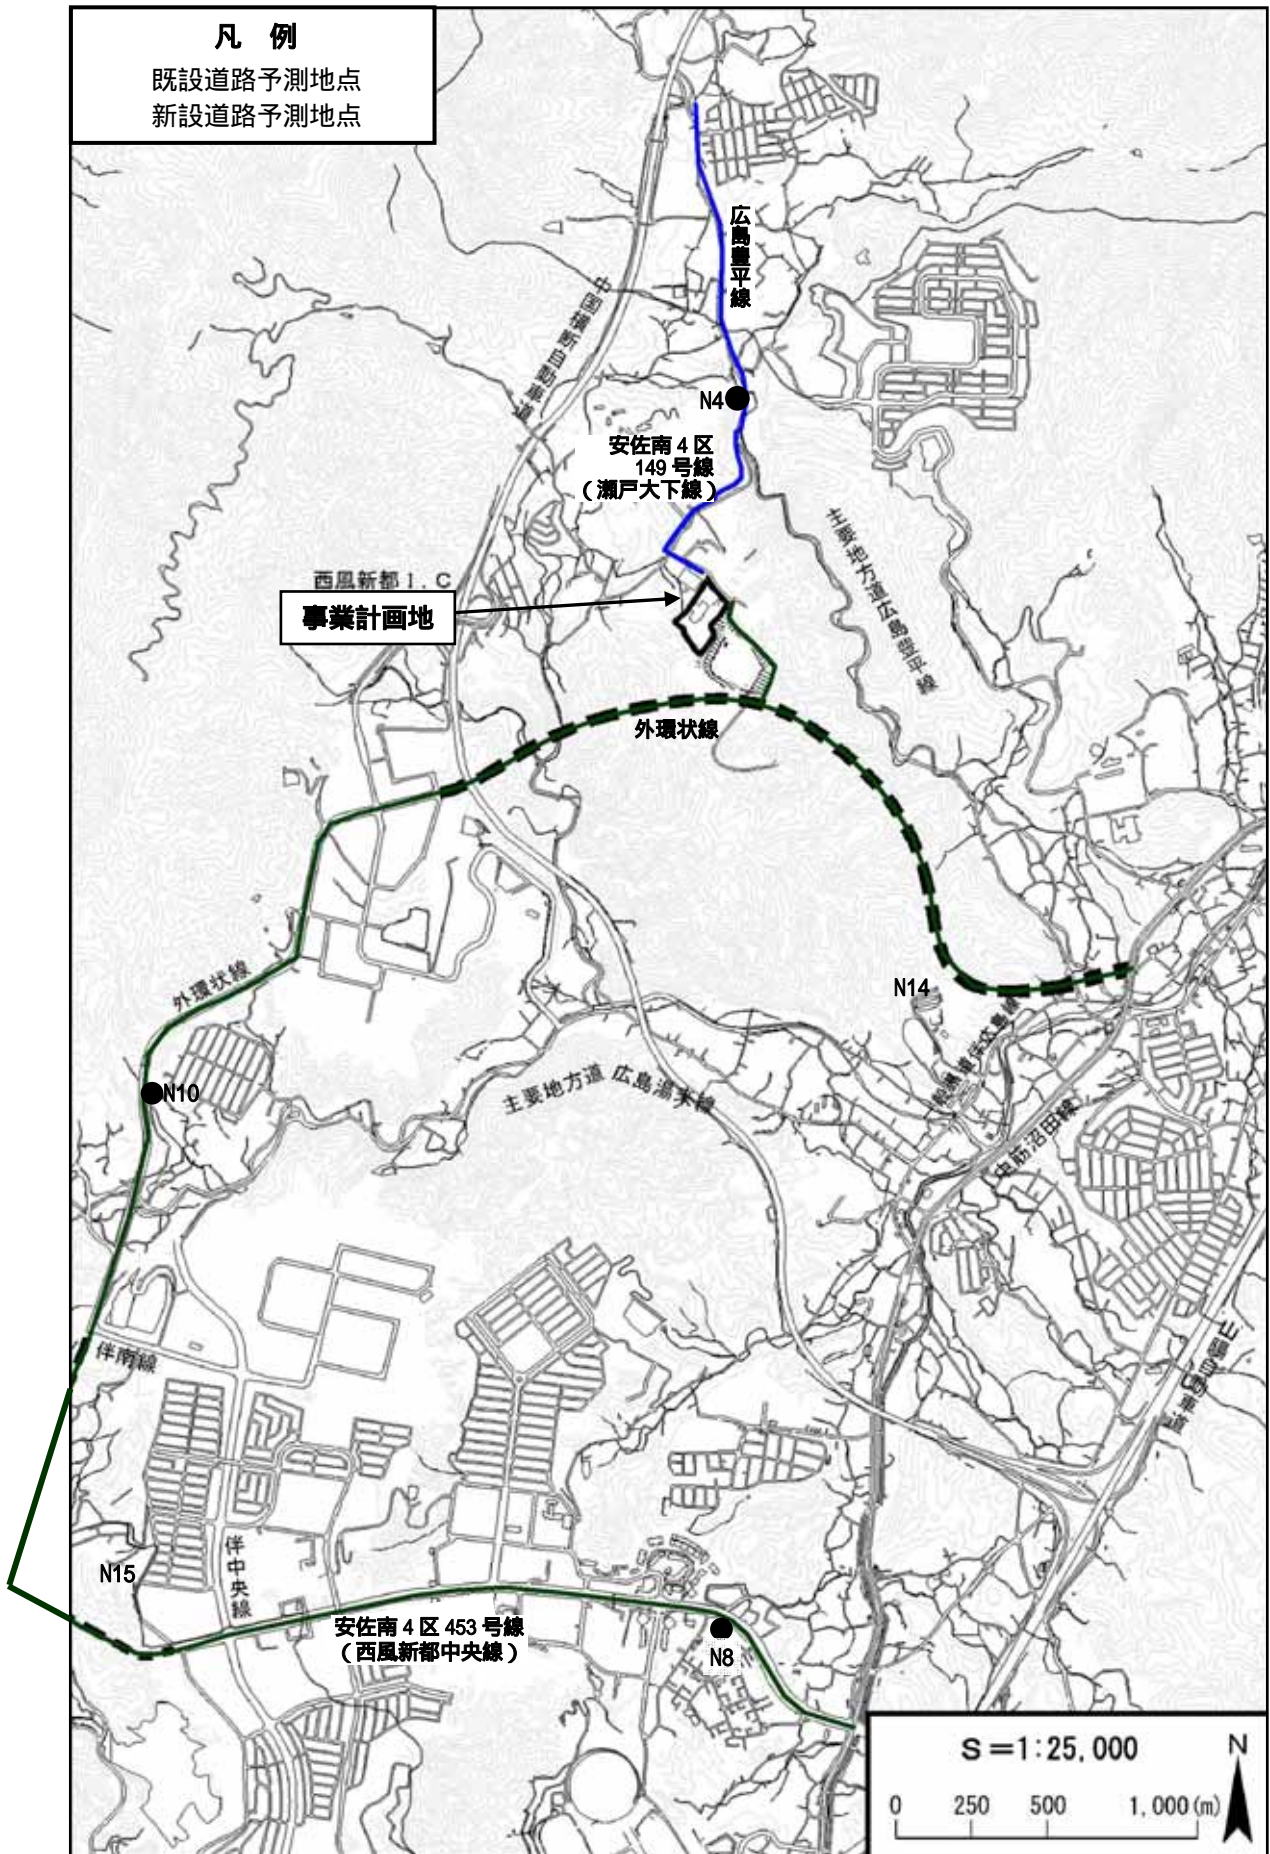 凡 例
既設道路予測地点
新設道路予測地点
広島豊平線
中国横断自動車道
N4
安佐南 4 区
149 号線
（瀬戸大下線）
主要地方道広島豊平線
西風新都 I. C
事業計画地
外環状線
N14
外環状線
N10
主要地方道 広島湯来線
中筋沼田線
伴南線
N15
伴中央線
安佐南 4 区 453 号線
（西風新都中央線）
N8
S＝1:25,000
N
0 250 500 1,000 (m)